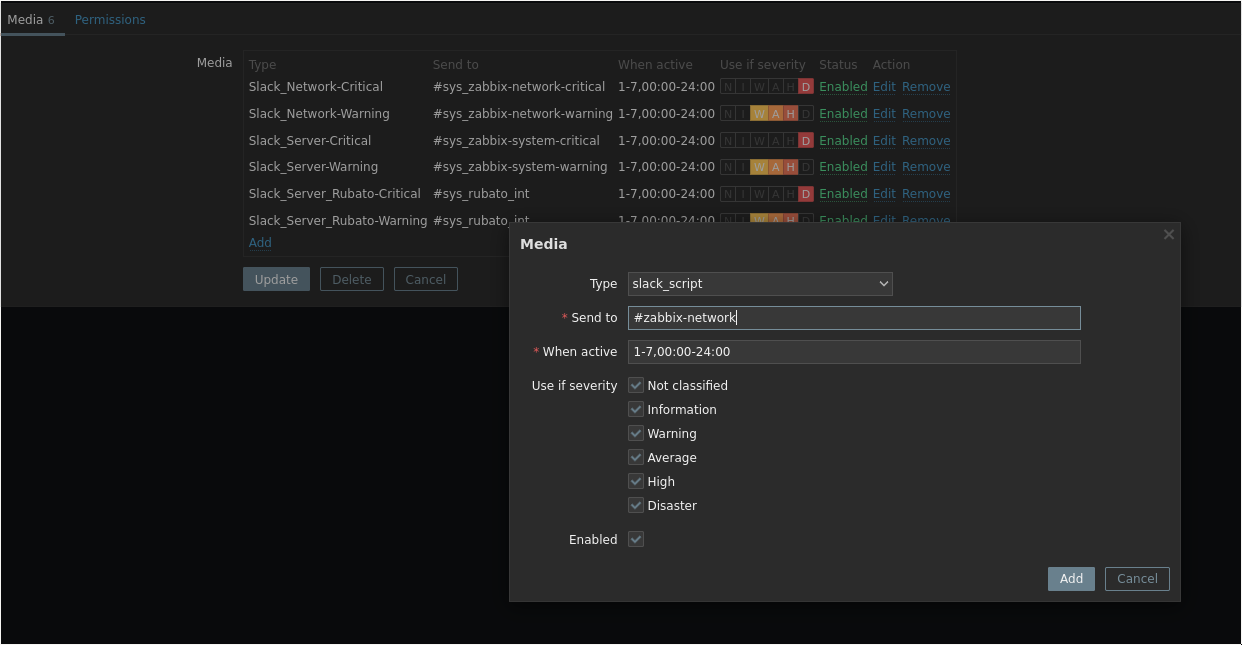 Media 6 Permissions
Media Type Send to When active Use if severity Status Action
Slack_Network-Critical #sys_zabbix-network-critical 1-7,00:00-24:00 N I W A H D Enabled Edit Remove
Slack_Network-Warning #sys_zabbix-network-warning 1-7,00:00-24:00 N I W A H D Enabled Edit Remove
Slack_Server-Critical #sys_zabbix-system-critical 1-7,00:00-24:00 N I W A H D Enabled Edit Remove
Slack_Server-Warning #sys_zabbix-system-warning 1-7,00:00-24:00 N I W A H D Enabled Edit Remove
Slack_Server_Rubato-Critical #sys_rubato_int 1-7,00:00-24:00 N I W A H D Enabled Edit Remove
Slack_Server_Rubato-Warning #sys_rubato_int 1-7,00:00-24:00 N I W A H D Enabled Edit Remove
Add
Update Delete Cancel
Media
Type slack_script
* Send to #zabbix-network
* When active 1-7,00:00-24:00
Use if severity Not classified
Information
Warning
Average
High
Disaster
Enabled
Add Cancel